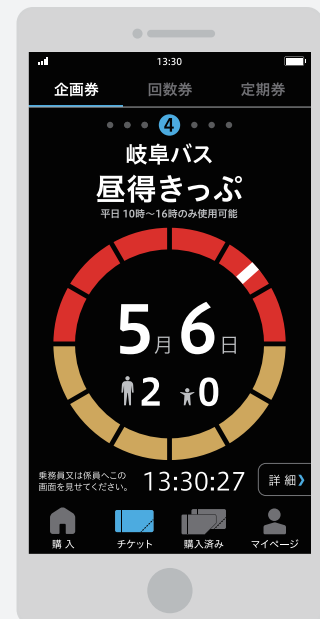 13:30
企画券 回数券 定期券
4
岐阜バス
昼得きっぷ
平日 10時〜16時のみ使用可能
5月6日
2 0
乗務員又は係員へこの
画面を見せてください。
13:30:27
詳 細
購 入 チケット 購入済み マイページ